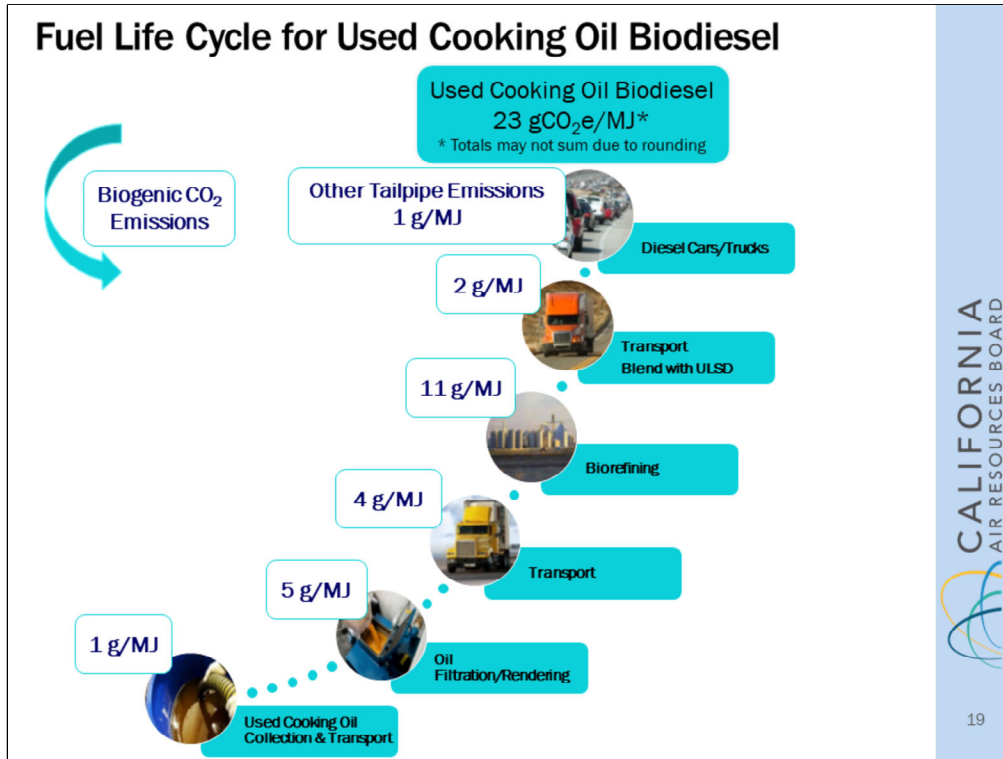 Fuel Life Cycle for Used Cooking Oil Biodiesel
Used Cooking Oil Biodiesel
23 gCO₂e/MJ*
* Totals may not sum due to rounding
Biogenic CO₂
Emissions
Other Tailpipe Emissions
1 g/MJ
Diesel Cars/Trucks
2 g/MJ
Transport
Blend with ULSD
11 g/MJ
Biorefining
4 g/MJ
Transport
5 g/MJ
Oil
Filtration/Rendering
1 g/MJ
Used Cooking Oil
Collection & Transport
CALIFORNIA
AIR RESOURCES BOARD
19